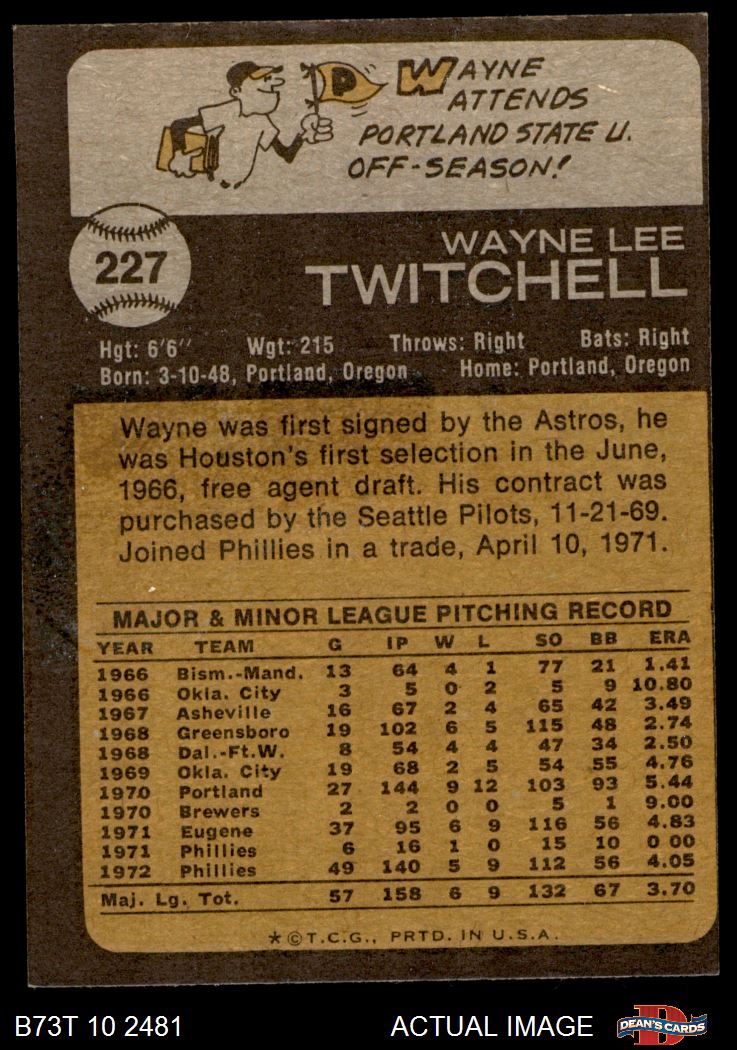 P WAYNE
ATTENDS
PORTLAND STATE U.
OFF-SEASON!
227
WAYNE LEE
TWITCHELL
Hgt: 6'6" Wgt: 215 Throws: Right Bats: Right
Born: 3-10-48, Portland, Oregon Home: Portland, Oregon
Wayne was first signed by the Astros, he
was Houston's first selection in the June,
1966, free agent draft. His contract was
purchased by the Seattle Pilots, 11-21-69.
Joined Phillies in a trade, April 10, 1971.
MAJOR & MINOR LEAGUE PITCHING RECORD
YEAR TEAM G IP W L SO BB ERA
1966 Bism.-Mand. 13 64 4 1 77 21 1.41
1966 Okla. City 3 5 0 2 5 9 10.80
1967 Asheville 16 67 2 4 65 42 3.49
1968 Greensboro 19 102 6 5 115 48 2.74
1968 Dal.-Ft.W. 8 54 4 4 47 34 2.50
1969 Okla. City 19 68 2 5 54 55 4.76
1970 Portland 27 144 9 12 103 93 5.44
1970 Brewers 2 2 0 0 5 1 9.00
1971 Eugene 37 95 6 9 116 56 4.83
1971 Phillies 6 16 1 0 15 10 0 00
1972 Phillies 49 140 5 9 112 56 4.05
Maj. Lg. Tot. 57 158 6 9 132 67 3.70
*©T.C.G., PRTD. IN U.S.A.
B73T 10 2481 ACTUAL IMAGE D DEAN'S CARDS